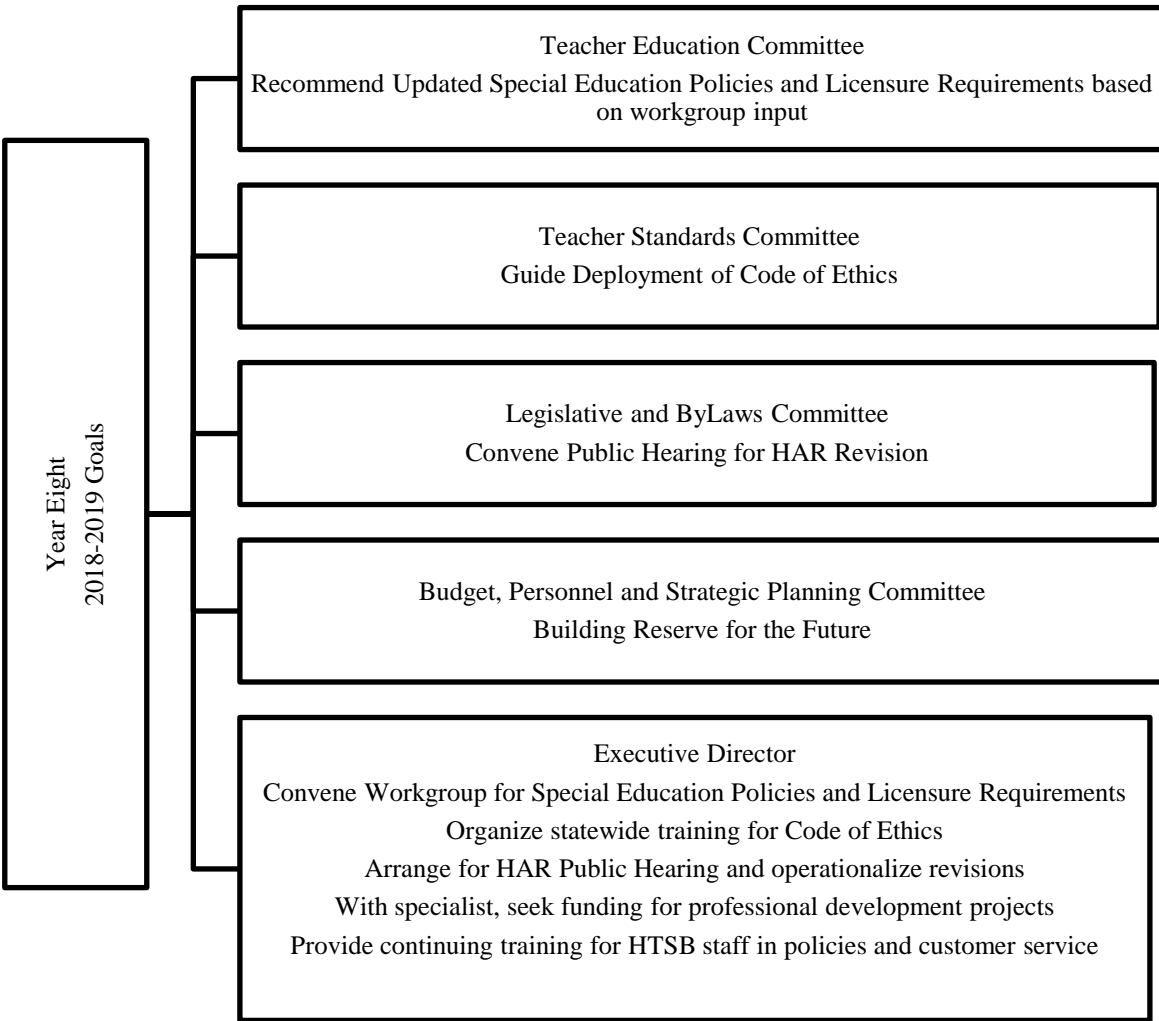 Year Eight
2018-2019 Goals
Teacher Education Committee
Recommend Updated Special Education Policies and Licensure Requirements based
on workgroup input
Teacher Standards Committee
Guide Deployment of Code of Ethics
Legislative and ByLaws Committee
Convene Public Hearing for HAR Revision
Budget, Personnel and Strategic Planning Committee
Building Reserve for the Future
Executive Director
Convene Workgroup for Special Education Policies and Licensure Requirements
Organize statewide training for Code of Ethics
Arrange for HAR Public Hearing and operationalize revisions
With specialist, seek funding for professional development projects
Provide continuing training for HTSB staff in policies and customer service